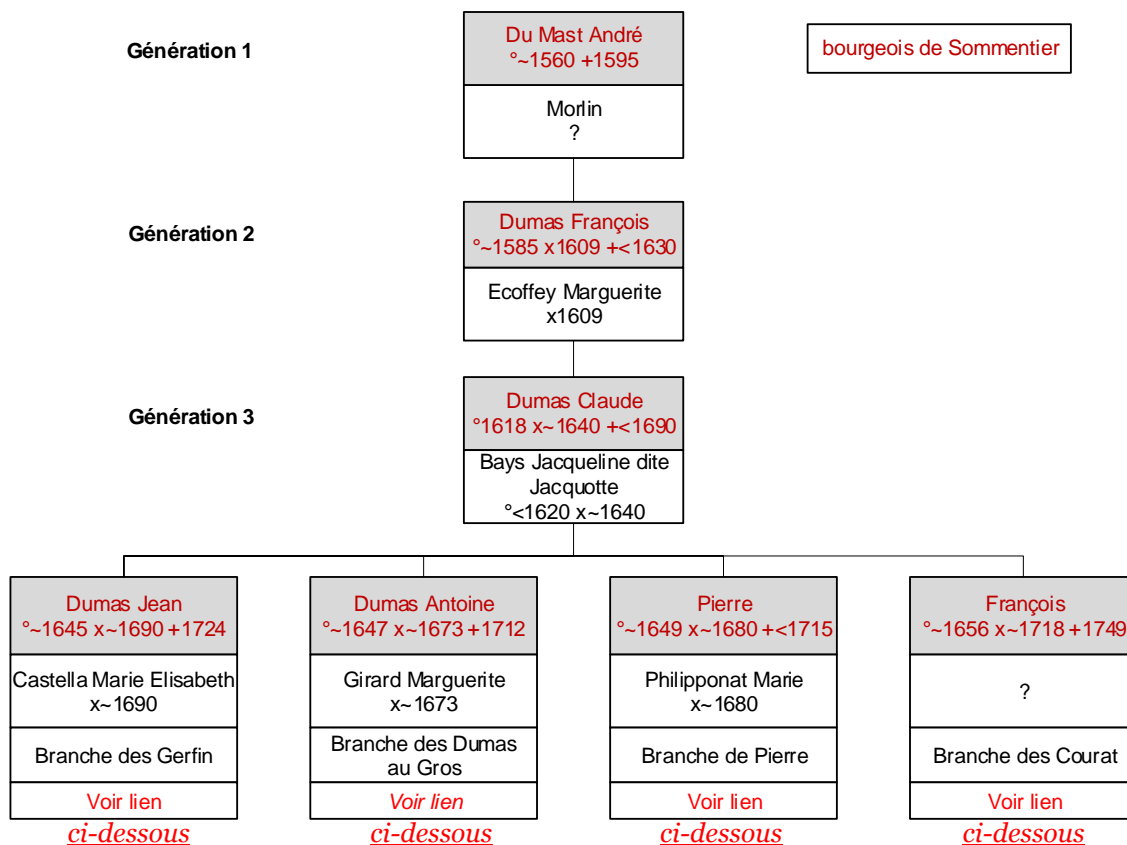 Génération 1
Du Mast André
°~1560 +1595
bourgeois de Sommentier
Morlin
?
Génération 2
Dumas François
°~1585 x1609 +<1630
Ecoffey Marguerite
x1609
Génération 3
Dumas Claude
°1618 x~1640 +<1690
Bays Jacqueline dite
Jacquotte
°<1620 x~1640
Dumas Jean
°~1645 x~1690 +1724
Castella Marie Elisabeth
x~1690
Branche des Gerfin
Voir lien
ci-dessous
Dumas Antoine
°~1647 x~1673 +1712
Girard Marguerite
x~1673
Branche des Dumas
au Gros
Voir lien
ci-dessous
Pierre
°~1649 x~1680 +<1715
Philipponat Marie
x~1680
Branche de Pierre
Voir lien
ci-dessous
François
°~1656 x~1718 +1749
?
Branche des Courat
Voir lien
ci-dessous